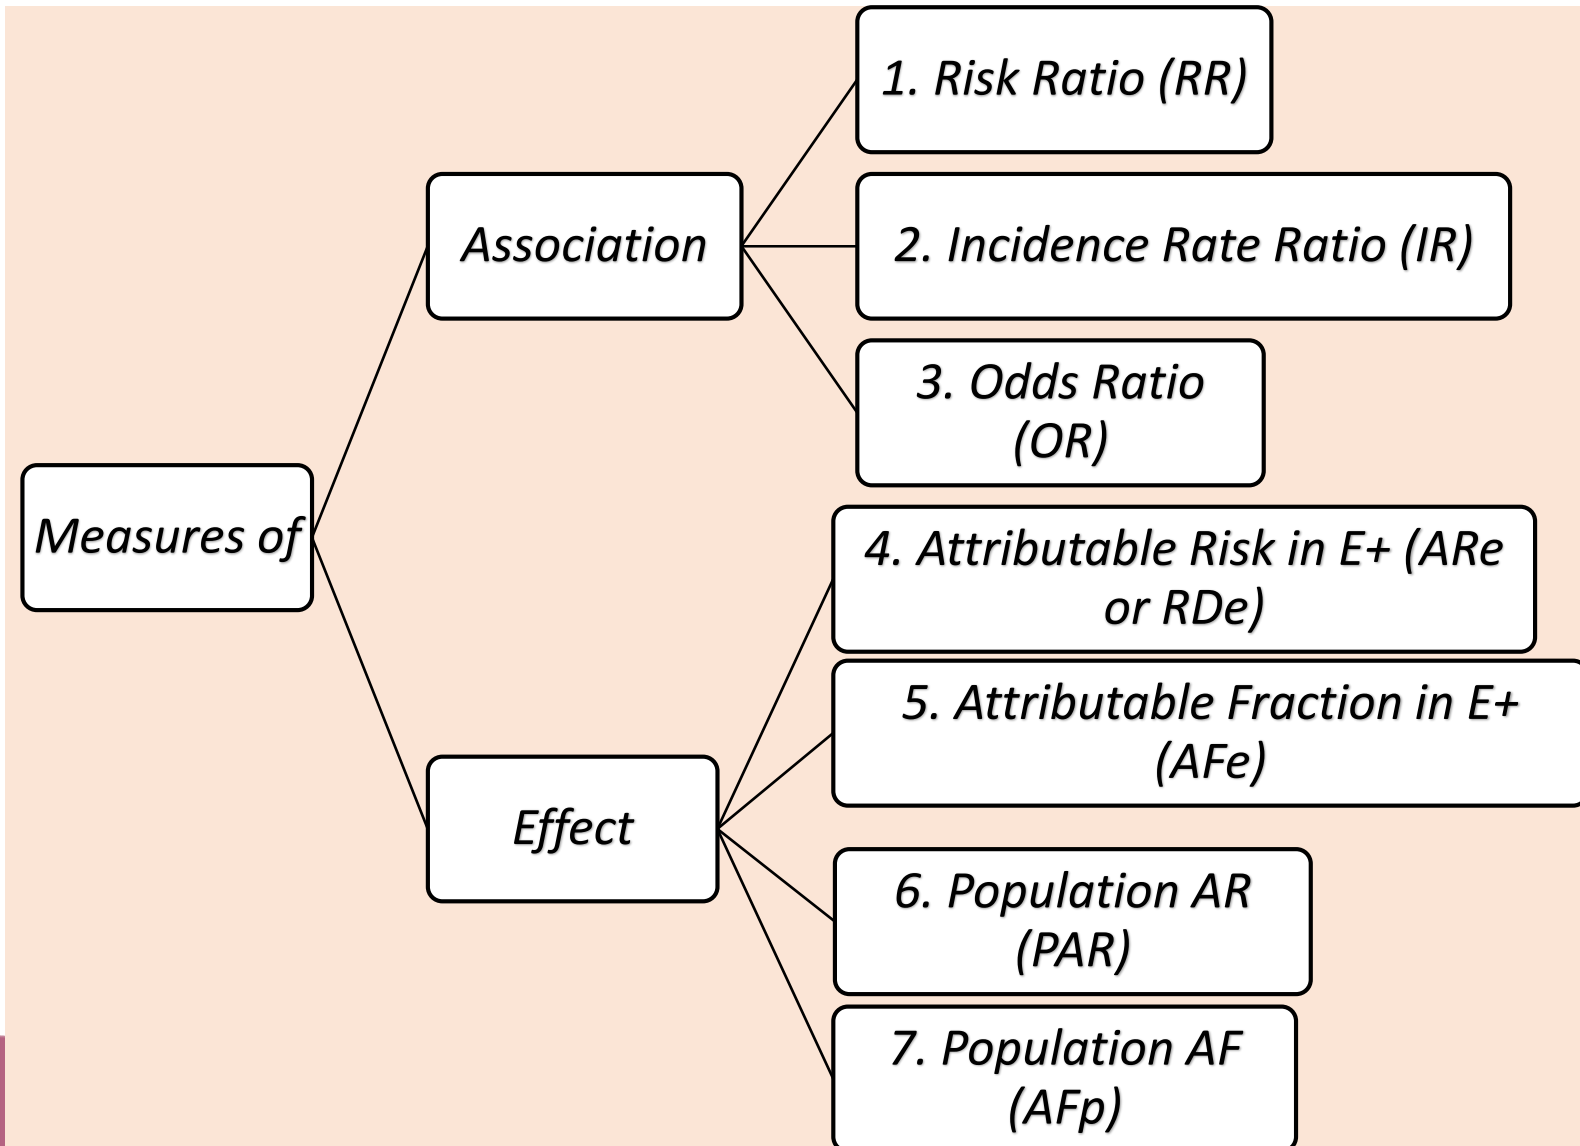 Measures of
Association
1. Risk Ratio (RR)
2. Incidence Rate Ratio (IR)
3. Odds Ratio
(OR)
Effect
4. Attributable Risk in E+ (ARe
or RDe)
5. Attributable Fraction in E+
(AFe)
6. Population AR
(PAR)
7. Population AF
(AFp)